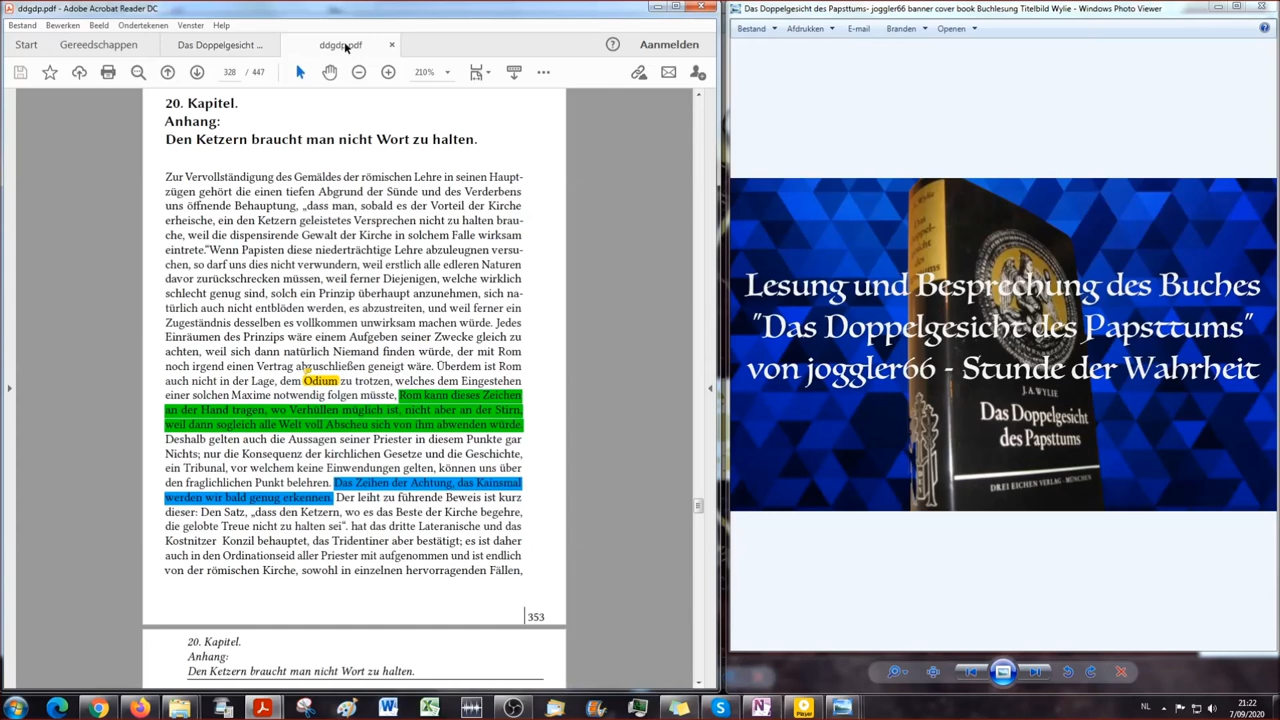 ddgdp.pdf - Adobe Acrobat Reader DC
Bestand Bewerken Beeld Ondertekenen Venster Help
Start Gereedschappen Das Doppelgesicht ... ddgdp.pdf Aanmelden
328 / 447 210%
20. Kapitel.
Anhang:
Den Ketzern braucht man nicht Wort zu halten.
Zur Vervollständigung des Gemäldes der römischen Lehre in seinen Haupt-
zügen gehört die einen tiefen Abgrund der Sünde und des Verderbens
uns öffnende Behauptung, „dass man, sobald es der Vorteil der Kirche
erheische, ein den Ketzern geleistetes Versprechen nicht zu halten brau-
che, weil die dispensirende Gewalt der Kirche in solchem Falle wirksam
eintrete.“Wenn Papisten diese niederträchtige Lehre abzuleugnen versu-
chen, so darf uns dies nicht verwundern, weil erstlich alle edleren Naturen
davor zurückschrecken müssen, weil ferner Diejenigen, welche wirklich
schlecht genug sind, solch ein Prinzip überhaupt anzunehmen, sich na-
türlich auch nicht entblöden werden, es abzustreiten, und weil ferner ein
Zugeständnis desselben es vollkommen unwirksam machen würde. Jedes
Einräumen des Prinzips wäre einem Aufgeben seiner Zwecke gleich zu
achten, weil sich dann natürlich Niemand finden würde, der mit Rom
noch irgend einen Vertrag abzuschließen geneigt wäre. Überdem ist Rom
auch nicht in der Lage, dem Odium zu trotzen, welches dem Eingestehen
einer solchen Maxime notwendig folgen müsste, Rom kann dieses Zeichen
an der Hand tragen, wo Verhüllen müglich ist, nicht aber an der Stirn,
weil dann sogleich alle Welt voll Abscheu sich von ihm abwenden würde.
Deshalb gelten auch die Aussagen seiner Priester in diesem Punkte gar
Nichts; nur die Konsequenz der kirchlichen Gesetze und die Geschichte,
ein Tribunal, vor welchem keine Einwendungen gelten, können uns über
den fraglichlichen Punkt belehren. Das Zeihen der Achtung, das Kainsmal
werden wir bald genug erkennen. Der leiht zu führende Beweis ist kurz
dieser: Den Satz, „dass den Ketzern, wo es das Beste der Kirche begehre,
die gelobte Treue nicht zu halten sei“. hat das dritte Lateranische und das
Kostnitzer Konzil behauptet, das Tridentiner aber bestätigt; es ist daher
auch in den Ordinationseid aller Priester mit aufgenommen und ist endlich
von der römischen Kirche, sowohl in einzelnen hervorragenden Fällen,
353
20. Kapitel.
Anhang:
Den Ketzern braucht man nicht Wort zu halten.
Das Doppelgesicht des Papsttums- joggler66 banner cover book Buchlesung Titelbild Wylie - Windows Photo Viewer
Bestand Afdrukken E-mail Branden Openen
Lesung und Besprechung des Buches
"Das Doppelgesicht des Papsttums"
von joggler66 - Stunde der Wahrheit
J.A. WYLIE
Das Doppelgesicht
des Papsttums
DREI EICHEN VERLAG · MÜNCHEN
NL
21:22
7/09/2020